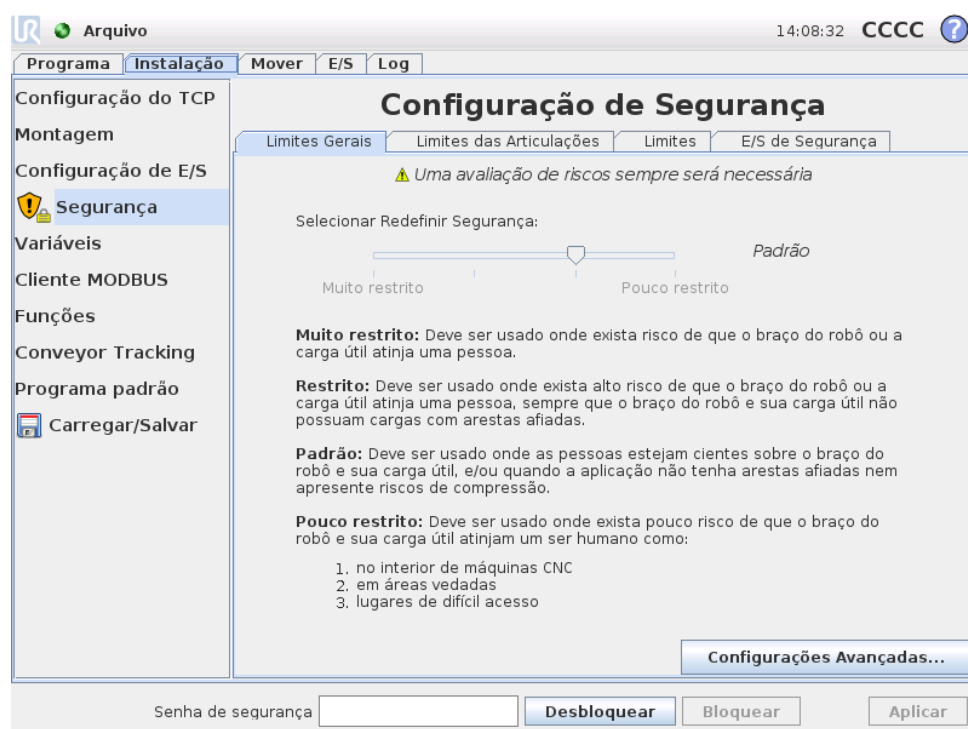 UR Arquivo 14:08:32 CCCC ?
Programa Instalação Mover E/S Log
Configuração do TCP
Montagem
Configuração de E/S
Segurança
Variáveis
Cliente MODBUS
Funções
Conveyor Tracking
Programa padrão
Carregar/Salvar
Configuração de Segurança
Limites Gerais Limites das Articulações Limites E/S de Segurança
Uma avaliação de riscos sempre será necessária
Selecionar Redefinir Segurança:
Padrão
Muito restrito Pouco restrito
Muito restrito: Deve ser usado onde exista risco de que o braço do robô ou a
carga útil atinja uma pessoa.
Restrito: Deve ser usado onde exista alto risco de que o braço do robô ou a
carga útil atinja uma pessoa, sempre que o braço do robô e sua carga útil não
possuam cargas com arestas afiadas.
Padrão: Deve ser usado onde as pessoas estejam cientes sobre o braço do
robô e sua carga útil, e/ou quando a aplicação não tenha arestas afiadas nem
apresente riscos de compressão.
Pouco restrito: Deve ser usado onde exista pouco risco de que o braço do
robô e sua carga útil atinjam um ser humano como:
1. no interior de máquinas CNC
2. em áreas vedadas
3. lugares de difícil acesso
Configurações Avançadas...
Senha de segurança Desbloquear Bloquear Aplicar